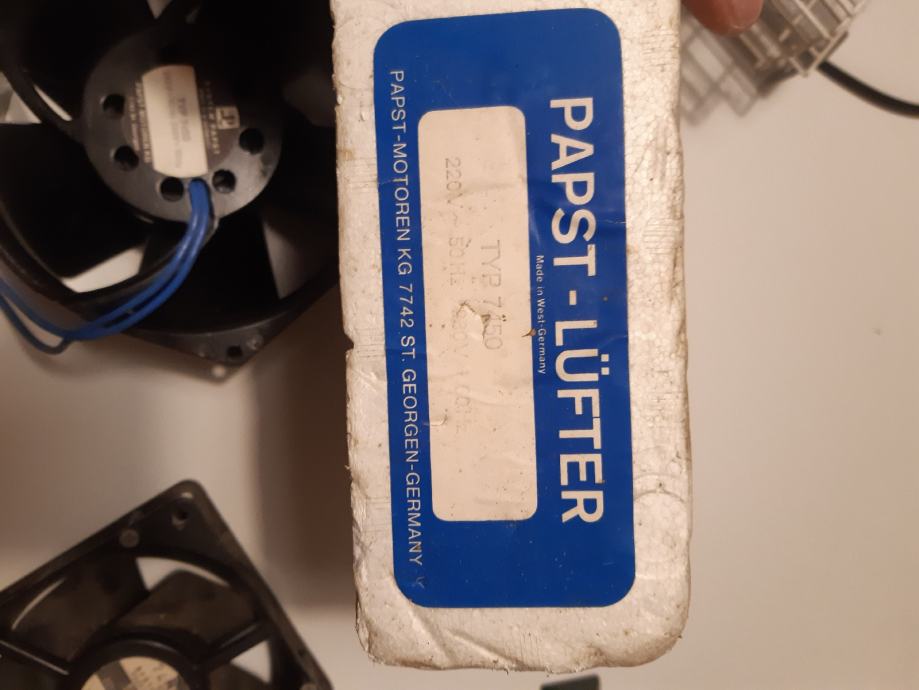 PAPST - LÜFTER
Made in West-Germany
TYP 7450
220V ~ 50Hz
PAPST-MOTOREN KG 7742 ST. GEORGEN-GERMANY